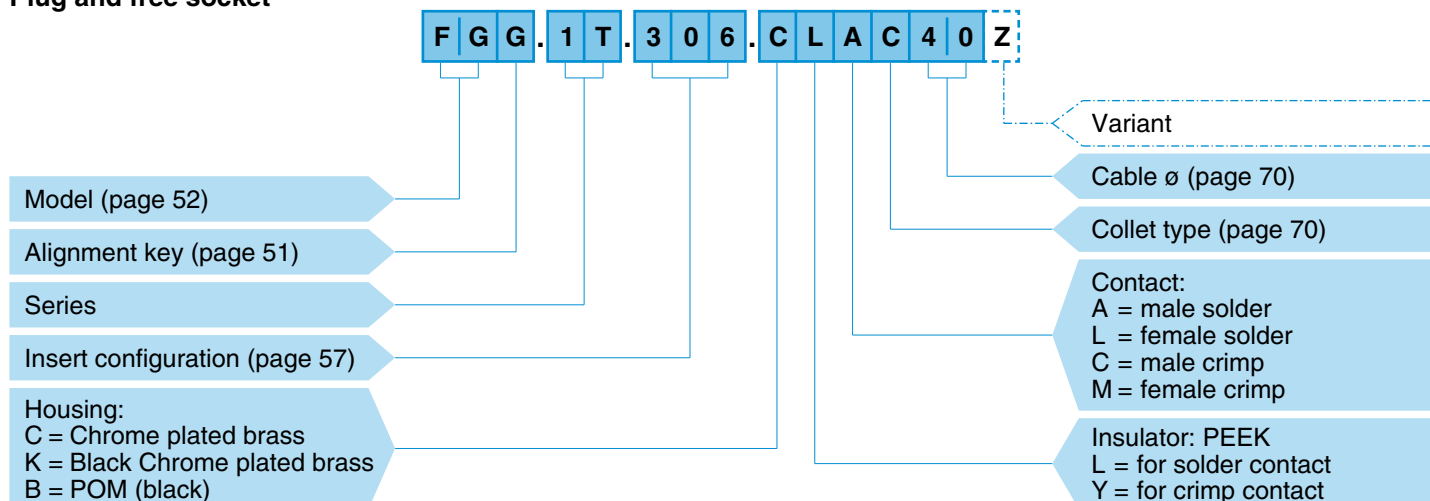 Plug and free socket
F G G . 1 T . 3 0 6 . C L A C 4 0 Z
Variant
Cable ø (page 70)
Model (page 52)
Collet type (page 70)
Alignment key (page 51)
Contact:
A = male solder
L = female solder
C = male crimp
M = female crimp
Series
Insert configuration (page 57)
Housing:
C = Chrome plated brass
K = Black Chrome plated brass
B = POM (black)
Insulator: PEEK
L = for solder contact
Y = for crimp contact